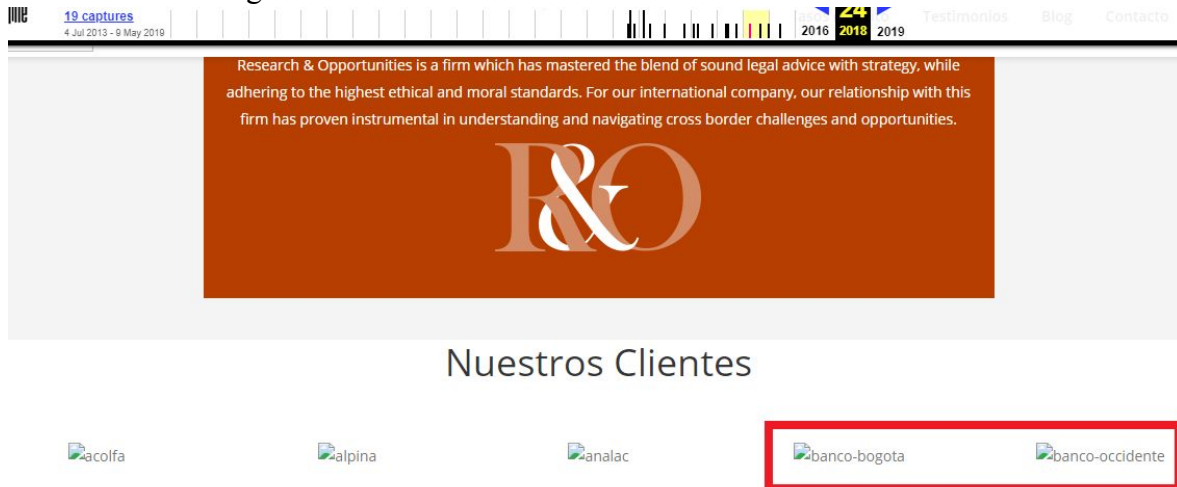 19 captures
4 Jul 2013 - 9 May 2019
24
2016 2018 2019
Testimonios Blog Contacto
Research & Opportunities is a firm which has mastered the blend of sound legal advice with strategy, while
adhering to the highest ethical and moral standards. For our international company, our relationship with this
firm has proven instrumental in understanding and navigating cross border challenges and opportunities.
R&O
Nuestros Clientes
acolfa alpina analac banco-bogota banco-occidente